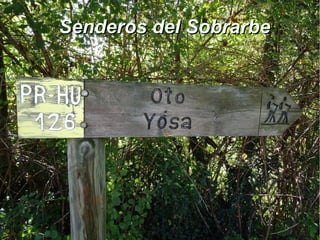 Senderos del Sobrarbe
PR-HU
126
Oto
Yosa